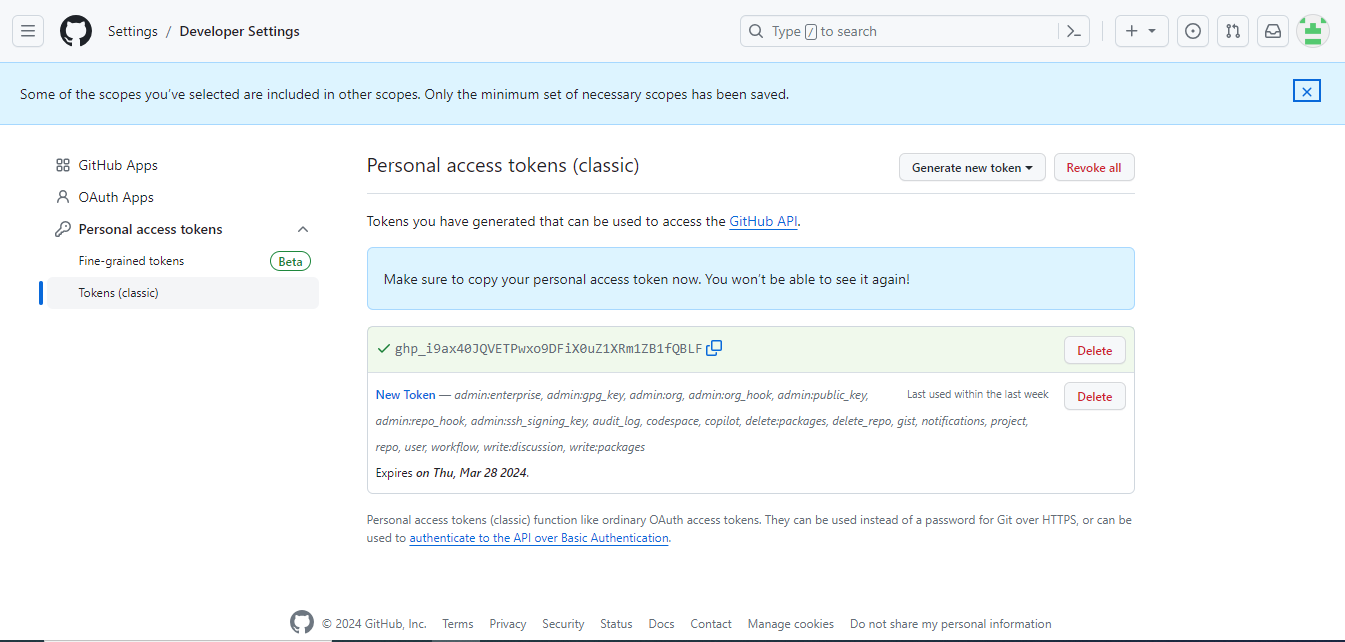 Settings / Developer Settings
Type / to search
Some of the scopes you've selected are included in other scopes. Only the minimum set of necessary scopes has been saved.
GitHub Apps
OAuth Apps
Personal access tokens
Fine-grained tokens Beta
Tokens (classic)
Personal access tokens (classic)
Generate new token
Revoke all
Tokens you have generated that can be used to access the GitHub API.
Make sure to copy your personal access token now. You won't be able to see it again!
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
Delete
New Token — admin:enterprise, admin:gpg_key, admin:org, admin:org_hook, admin:public_key,
admin:repo_hook, admin:ssh_signing_key, audit_log, codespace, copilot, delete:packages, delete_repo, gist, notifications, project,
repo, user, workflow, write:discussion, write:packages
Last used within the last week
Delete
Expires on Thu, Mar 28 2024.
Personal access tokens (classic) function like ordinary OAuth access tokens. They can be used instead of a password for Git over HTTPS, or can be
used to authenticate to the API over Basic Authentication.
© 2024 GitHub, Inc. Terms Privacy Security Status Docs Contact Manage cookies Do not share my personal information